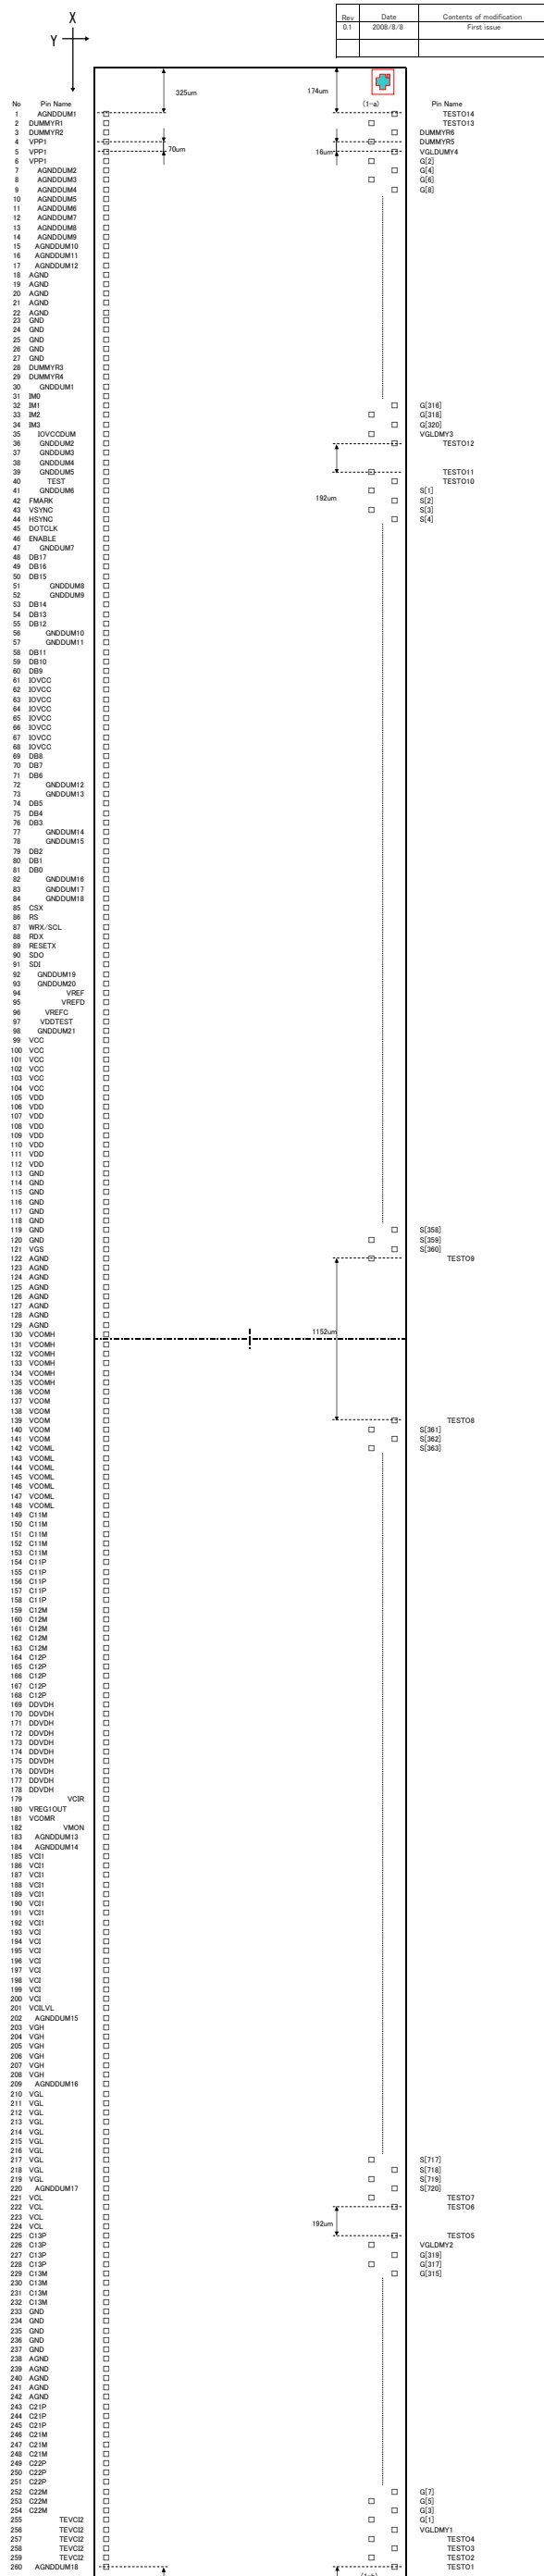 X
Y
Rev Date Contents of modification
0.1 2008/8/8 First issue
325um
174um
(1-a)
No Pin Name
1 AGNDDUM1
2 DUMMYR1
3 DUMMYR2
4 VPP1
5 VPP1
6 VPP1
7 AGNDDUM2
8 AGNDDUM3
9 AGNDDUM4
10 AGNDDUM5
11 AGNDDUM6
12 AGNDDUM7
13 AGNDDUM8
14 AGNDDUM9
15 AGNDDUM10
16 AGNDDUM11
17 AGNDDUM12
18 AGND
19 AGND
20 AGND
21 AGND
22 AGND
23 GND
24 GND
25 GND
26 GND
27 GND
28 DUMMYR3
29 DUMMYR4
30 GNDDUM1
31 IM0
32 IM1
33 IM2
34 IM3
35 IOVCCDUM
36 GNDDUM2
37 GNDDUM3
38 GNDDUM4
39 GNDDUM5
40 TEST
41 GNDDUM6
42 FMARK
43 VSYNC
44 HSYNC
45 DOTCLK
46 ENABLE
47 GNDDUM7
48 DB17
49 DB16
50 DB15
51 GNDDUM8
52 GNDDUM9
53 DB14
54 DB13
55 DB12
56 GNDDUM10
57 GNDDUM11
58 DB11
59 DB10
60 DB9
61 IOVCC
62 IOVCC
63 IOVCC
64 IOVCC
65 IOVCC
66 IOVCC
67 IOVCC
68 IOVCC
69 DB8
70 DB7
71 DB6
72 GNDDUM12
73 GNDDUM13
74 DB5
75 DB4
76 DB3
77 GNDDUM14
78 GNDDUM15
79 DB2
80 DB1
81 DB0
82 GNDDUM16
83 GNDDUM17
84 GNDDUM18
85 CSX
86 RS
87 WRX/SCL
88 RDX
89 RESETX
90 SDO
91 SDI
92 GNDDUM19
93 GNDDUM20
94 VREF
95 VREFD
96 VREFC
97 VDDTEST
98 GNDDUM21
99 VCC
100 VCC
101 VCC
102 VCC
103 VCC
104 VCC
105 VDD
106 VDD
107 VDD
108 VDD
109 VDD
110 VDD
111 VDD
112 VDD
113 GND
114 GND
115 GND
116 GND
117 GND
118 GND
119 GND
120 GND
121 VGS
122 AGND
123 AGND
124 AGND
125 AGND
126 AGND
127 AGND
128 AGND
129 AGND
130 VCOMH
131 VCOMH
132 VCOMH
133 VCOMH
134 VCOMH
135 VCOMH
136 VCOM
137 VCOM
138 VCOM
139 VCOM
140 VCOM
141 VCOM
142 VCOML
143 VCOML
144 VCOML
145 VCOML
146 VCOML
147 VCOML
148 VCOML
149 C11M
150 C11M
151 C11M
152 C11M
153 C11M
154 C11P
155 C11P
156 C11P
157 C11P
158 C11P
159 C12M
160 C12M
161 C12M
162 C12M
163 C12M
164 C12P
165 C12P
166 C12P
167 C12P
168 C12P
169 DDVDH
170 DDVDH
171 DDVDH
172 DDVDH
173 DDVDH
174 DDVDH
175 DDVDH
176 DDVDH
177 DDVDH
178 DDVDH
179 VCIR
180 VREG1OUT
181 VCOMR
182 VMON
183 AGNDDUM13
184 AGNDDUM14
185 VCI1
186 VCI1
187 VCI1
188 VCI1
189 VCI1
190 VCI1
191 VCI1
192 VCI1
193 VCI
194 VCI
195 VCI
196 VCI
197 VCI
198 VCI
199 VCI
200 VCI
201 VCILVL
202 AGNDDUM15
203 VGH
204 VGH
205 VGH
206 VGH
207 VGH
208 VGH
209 AGNDDUM16
210 VGL
211 VGL
212 VGL
213 VGL
214 VGL
215 VGL
216 VGL
217 VGL
218 VGL
219 VGL
220 AGNDDUM17
221 VCL
222 VCL
223 VCL
224 VCL
225 C13P
226 C13P
227 C13P
228 C13P
229 C13M
230 C13M
231 C13M
232 C13M
233 GND
234 GND
235 GND
236 GND
237 GND
238 AGND
239 AGND
240 AGND
241 AGND
242 AGND
243 C21P
244 C21P
245 C21P
246 C21M
247 C21M
248 C21M
249 C22P
250 C22P
251 C22P
252 C22M
253 C22M
254 C22M
255 TEVCI2
256 TEVCI2
257 TEVCI2
258 TEVCI2
259 TEVCI2
260 AGNDDUM18
70um
16um
192um
1152um
192um
Pin Name
TESTO14
TESTO13
DUMMYR6
DUMMYR5
VGLDUMY4
G[2]
G[4]
G[6]
G[8]
G[316]
G[318]
G[320]
VGLDMY3
TESTO12
TESTO11
TESTO10
S[1]
S[2]
S[3]
S[4]
S[358]
S[359]
S[360]
TESTO9
TESTO8
S[361]
S[362]
S[363]
S[717]
S[718]
S[719]
S[720]
TESTO7
TESTO6
TESTO5
VGLDMY2
G[319]
G[317]
G[315]
G[7]
G[5]
G[3]
G[1]
VGLDMY1
TESTO4
TESTO3
TESTO2
TESTO1